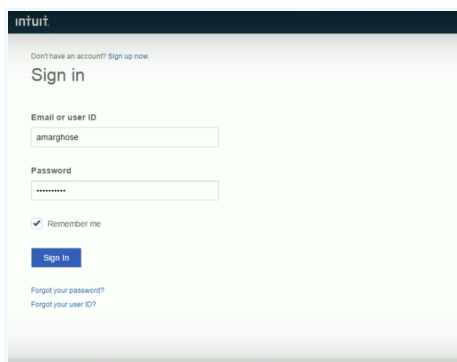 intuit.
Don't have an account? Sign up now.
Sign in
Email or user ID
amarghose
Password
••••••••••
Remember me
Sign In
Forgot your password?
Forgot your user ID?